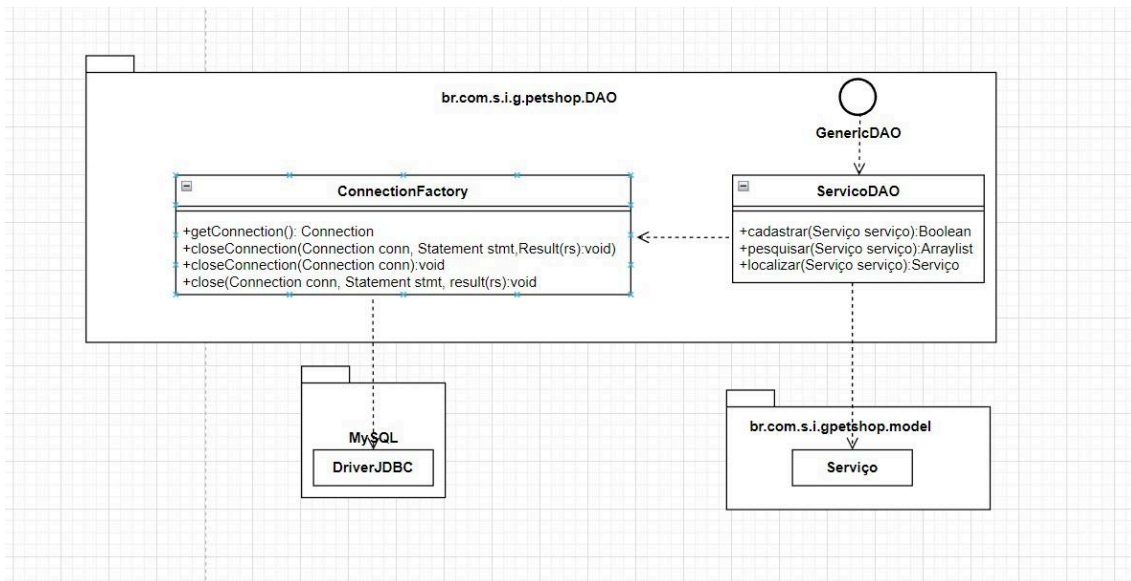 br.com.s.i.g.petshop.DAO
GenericDAO
ConnectionFactory
+getConnection(): Connection
+closeConnection(Connection conn, Statement stmt,Result(rs):void)
+closeConnection(Connection conn):void
+close(Connection conn, Statement stmt, result(rs):void
ServicoDAO
+cadastrar(Serviço serviço):Boolean
+pesquisar(Serviço serviço):Arraylist
+localizar(Serviço serviço):Serviço
MySQL
DriverJDBC
br.com.s.i.gpetshop.model
Serviço